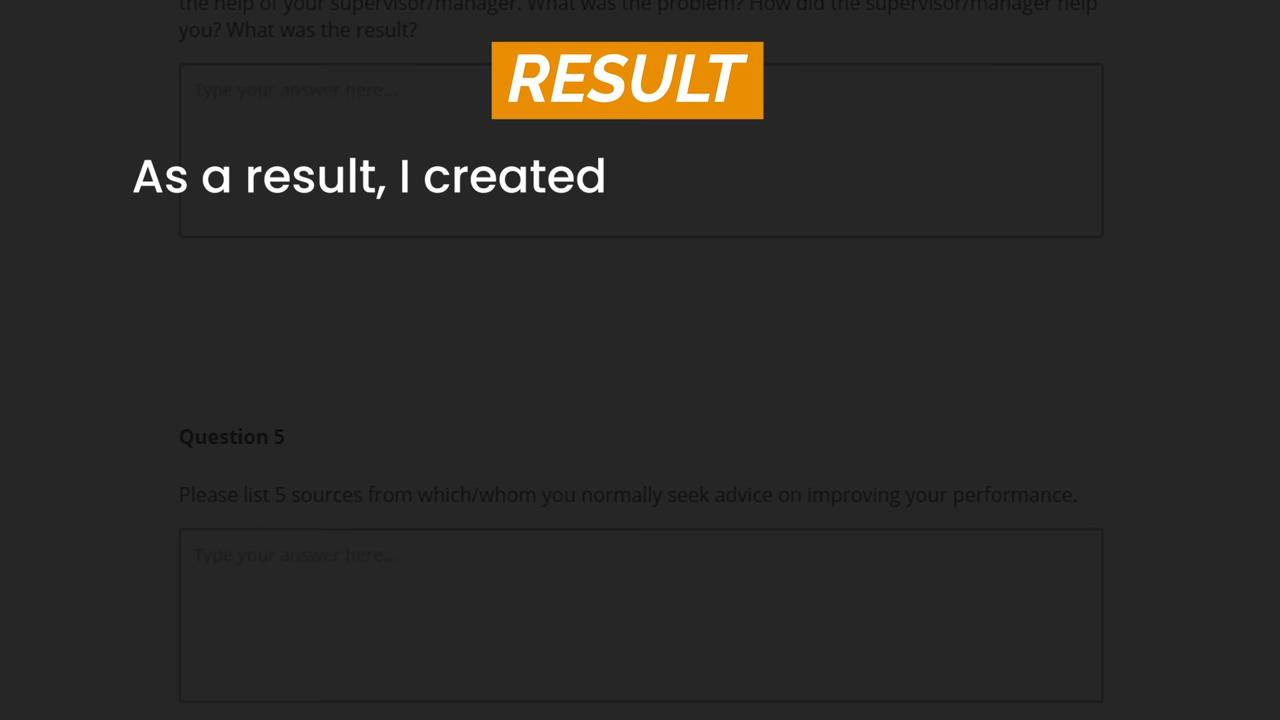 the help of your supervisor/manager. What was the problem? How did the supervisor/manager help
you? What was the result?
RESULT
Type your answer here...
As a result, I created
Question 5
Please list 5 sources from which/whom you normally seek advice on improving your performance.
Type your answer here...